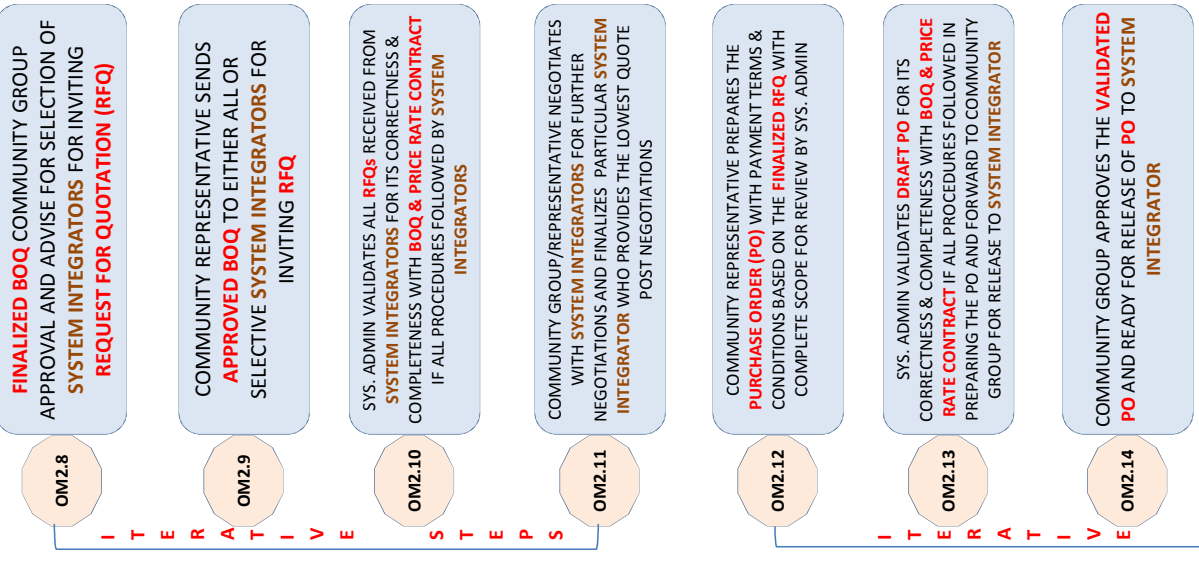 FINALIZED BOQ COMMUNITY GROUP
APPROVAL AND ADVISE FOR SELECTION OF
SYSTEM INTEGRATORS FOR INVITING
REQUEST FOR QUOTATION (RFQ)
OM2.8
COMMUNITY REPRESENTATIVE SENDS
APPROVED BOQ TO EITHER ALL OR
SELECTIVE SYSTEM INTEGRATORS FOR
INVITING RFQ
OM2.9
SYS. ADMIN VALIDATES ALL RFQs RECEIVED FROM
SYSTEM INTEGRATORS FOR ITS CORRECTNESS &
COMPLETENESS WITH BOQ & PRICE RATE CONTRACT
IF ALL PROCEDURES FOLLOWED BY SYSTEM
INTEGRATORS
OM2.10
COMMUNITY GROUP/REPRESENTATIVE NEGOTIATES
WITH SYSTEM INTEGRATORS FOR FURTHER
NEGOTIATIONS AND FINALIZES PARTICULAR SYSTEM
INTEGRATOR WHO PROVIDES THE LOWEST QUOTE
POST NEGOTIATIONS
OM2.11
ITERATIVE STEPS
COMMUNITY REPRESENTATIVE PREPARES THE
PURCHASE ORDER (PO) WITH PAYMENT TERMS &
CONDITIONS BASED ON THE FINALIZED RFQ WITH
COMPLETE SCOPE FOR REVIEW BY SYS. ADMIN
OM2.12
SYS. ADMIN VALIDATES DRAFT PO FOR ITS
CORRECTNESS & COMPLETENESS WITH BOQ & PRICE
RATE CONTRACT IF ALL PROCEDURES FOLLOWED IN
PREPARING THE PO AND FORWARD TO COMMUNITY
GROUP FOR RELEASE TO SYSTEM INTEGRATOR
OM2.13
COMMUNITY GROUP APPROVES THE VALIDATED
PO AND READY FOR RELEASE OF PO TO SYSTEM
INTEGRATOR
OM2.14
ITERATIVE